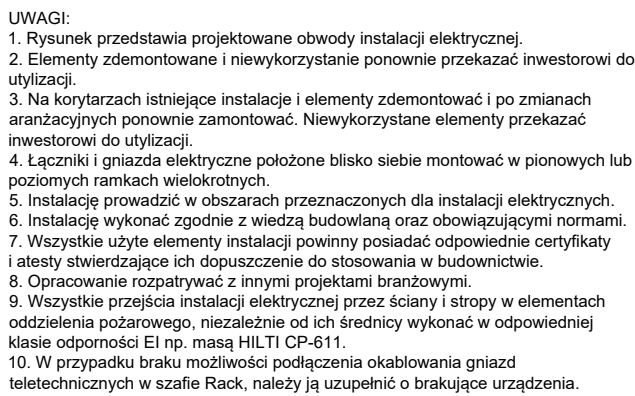 UWAGI:
1. Rysunek przedstawia projektowane obwody instalacji elektrycznej.
2. Elementy zdemontowane i niewykorzystanie ponownie przekazać inwestorowi do
utylizacji.
3. Na korytarzach istniejące instalacje i elementy zdemontować i po zmianach
aranżacyjnych ponownie zamontować. Niewykorzystane elementy przekazać
inwestorowi do utylizacji.
4. Łączniki i gniazda elektryczne położone blisko siebie montować w pionowych lub
poziomych ramkach wielokrotnych.
5. Instalację prowadzić w obszarach przeznaczonych dla instalacji elektrycznych.
6. Instalację wykonać zgodnie z wiedzą budowlaną oraz obowiązującymi normami.
7. Wszystkie użyte elementy instalacji powinny posiadać odpowiednie certyfikaty
i atesty stwierdzające ich dopuszczenie do stosowania w budownictwie.
8. Opracowanie rozpatrywać z innymi projektami branżowymi.
9. Wszystkie przejścia instalacji elektrycznej przez ściany i stropy w elementach
oddzielenia pożarowego, niezależnie od ich średnicy wykonać w odpowiedniej
klasie odporności EI np. masą HILTI CP-611.
10. W przypadku braku możliwości podłączenia okablowania gniazd
teletechnicznych w szafie Rack, należy ją uzupełnić o brakujące urządzenia.